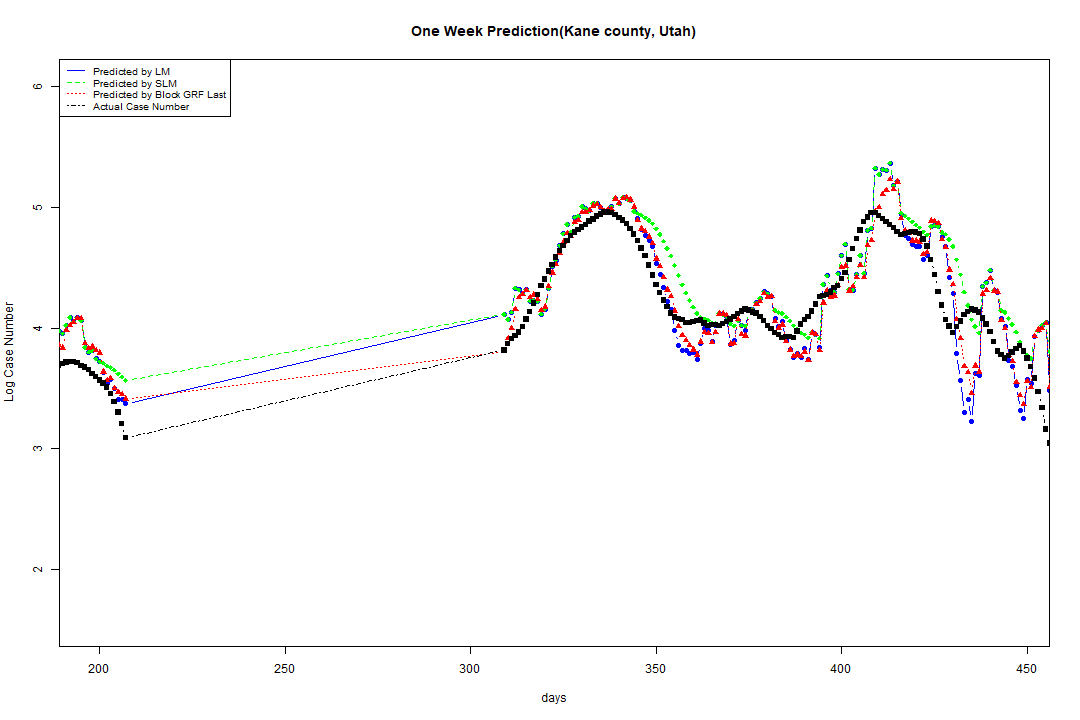 One Week Prediction(Kane county, Utah)
Predicted by LM
Predicted by SLM
Predicted by Block GRF Last
Actual Case Number
6
5
4
3
2
Log Case Number
200 250 300 350 400 450
days